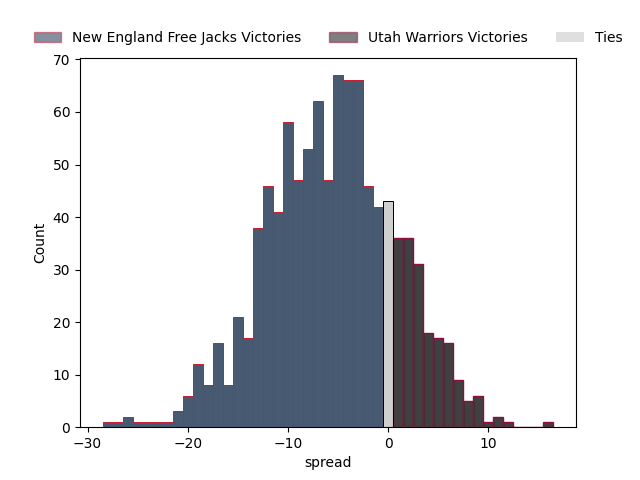 New England Free Jacks Victories Utah Warriors Victories Ties
70
60
50
40
30
20
10
0
Count
−30 −20 −10 0 10
spread